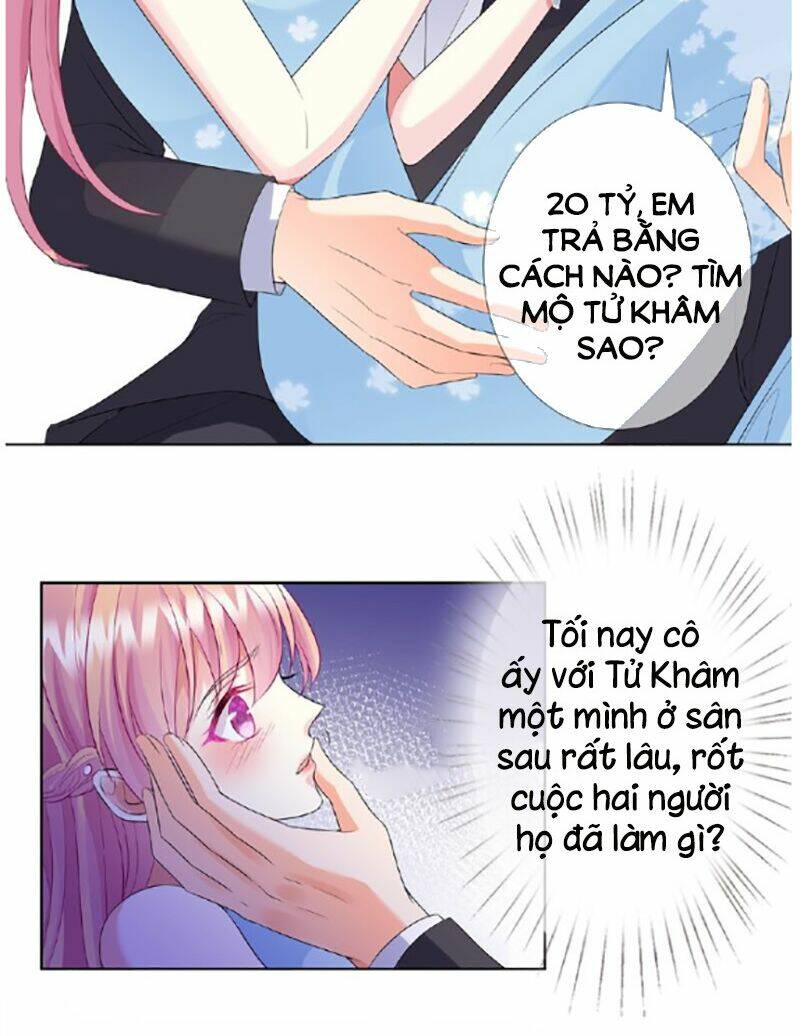 20 TỶ, EM
TRẢ BẰNG
CÁCH NÀO? TÌM
MỘ TỬ KHÂM
SAO?
Tối nay cô
ấy với Tử Khâm
một mình ở sân
sau rất lâu, rốt
cuộc hai người
họ đã làm gì?